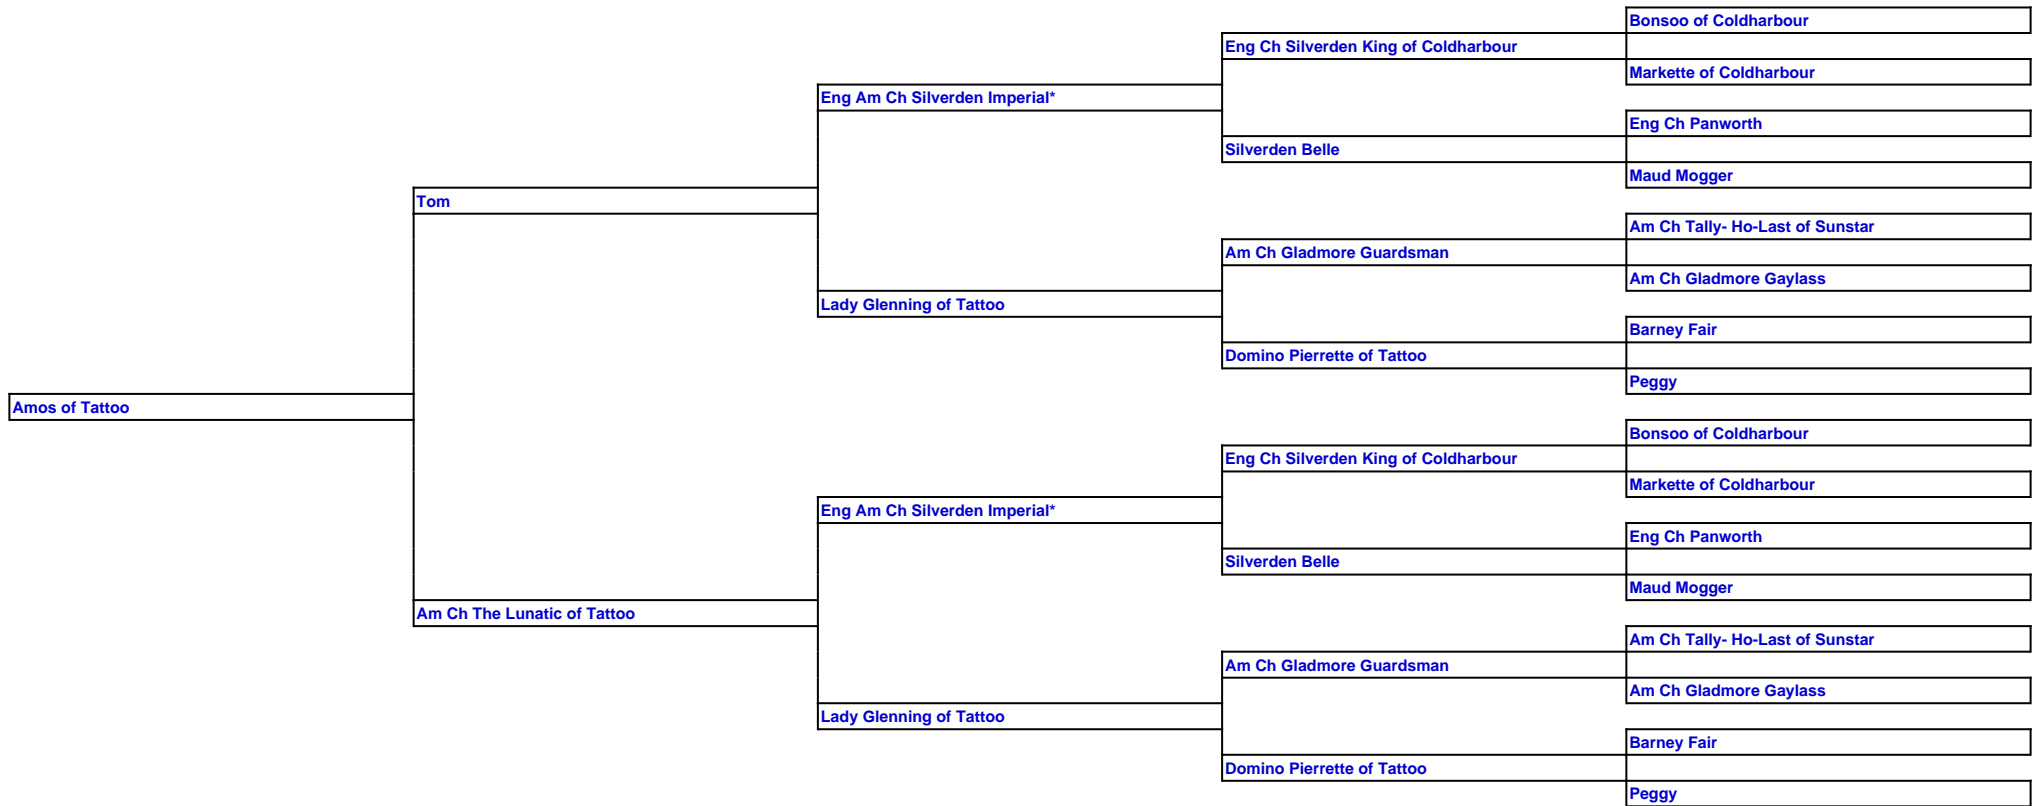 Bonsoo of Coldharbour
Eng Ch Silverden King of Coldharbour
Markette of Coldharbour
Eng Am Ch Silverden Imperial*
Eng Ch Panworth
Silverden Belle
Maud Mogger
Tom
Am Ch Tally- Ho-Last of Sunstar
Am Ch Gladmore Guardsman
Am Ch Gladmore Gaylass
Lady Glenning of Tattoo
Barney Fair
Domino Pierrette of Tattoo
Peggy
Amos of Tattoo
Bonsoo of Coldharbour
Eng Ch Silverden King of Coldharbour
Markette of Coldharbour
Eng Am Ch Silverden Imperial*
Eng Ch Panworth
Silverden Belle
Maud Mogger
Am Ch The Lunatic of Tattoo
Am Ch Tally- Ho-Last of Sunstar
Am Ch Gladmore Guardsman
Am Ch Gladmore Gaylass
Lady Glenning of Tattoo
Barney Fair
Domino Pierrette of Tattoo
Peggy